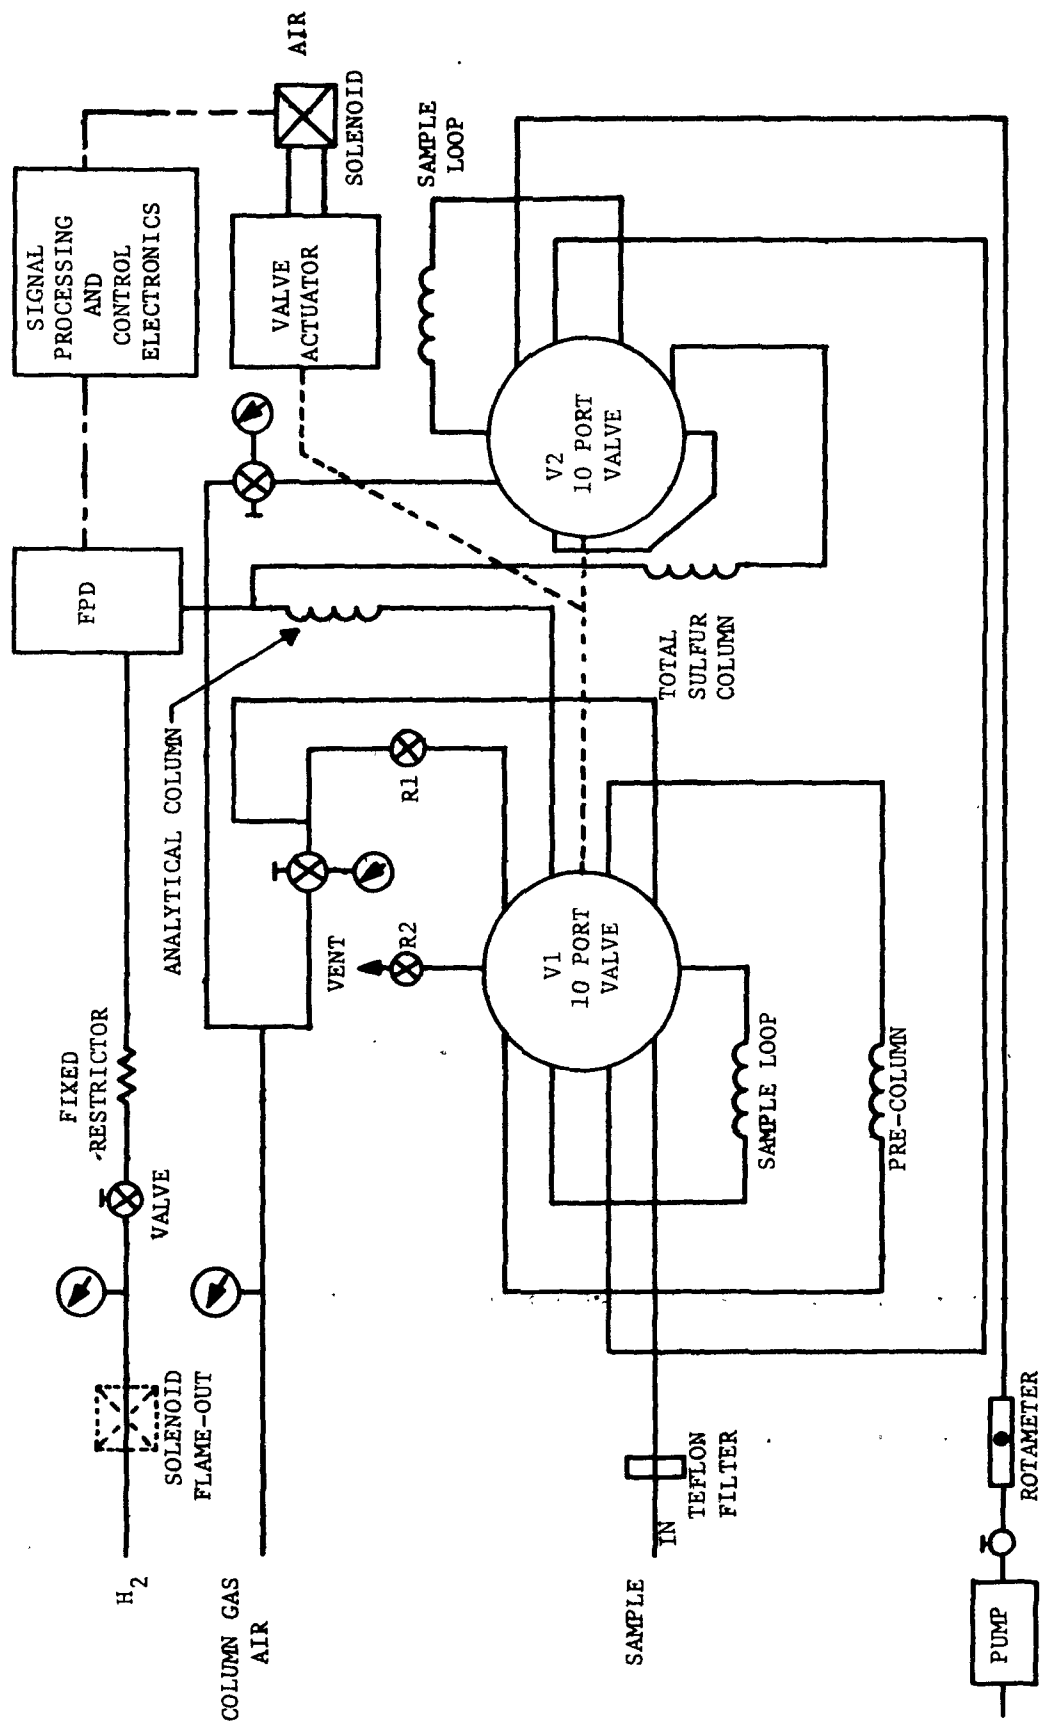 H2
SOLENOID
FLAME-OUT
VALVE
FIXED
RESTRICTOR
FPD
SIGNAL
PROCESSING
AND
CONTROL
ELECTRONICS
COLUMN GAS
AIR
ANALYTICAL COLUMN
VENT
R2
R1
VALVE
ACTUATOR
SOLENOID
AIR
SAMPLE
LOOP
V1
10 PORT
VALVE
V2
10 PORT
VALVE
SAMPLE
IN
TEFLON
FILTER
SAMPLE LOOP
PRE-COLUMN
TOTAL
SULFUR
COLUMN
PUMP
ROTAMETER